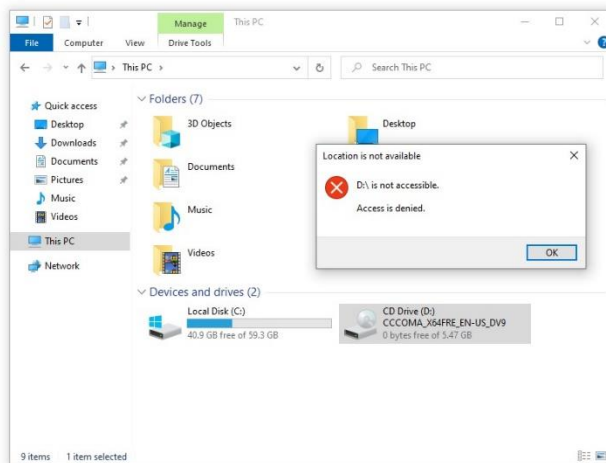 Manage
This PC
File
Computer
View
Drive Tools
This PC
Search This PC
Quick access
Desktop
Downloads
Documents
Pictures
Music
Videos
This PC
Network
Folders (7)
3D Objects
Desktop
Documents
Music
Videos
Location is not available
D:\ is not accessible.
Access is denied.
OK
Devices and drives (2)
Local Disk (C:)
40.9 GB free of 59.3 GB
CD Drive (D:)
CCCOMA_X64FRE_EN-US_DV9
0 bytes free of 5.47 GB
9 items 1 item selected